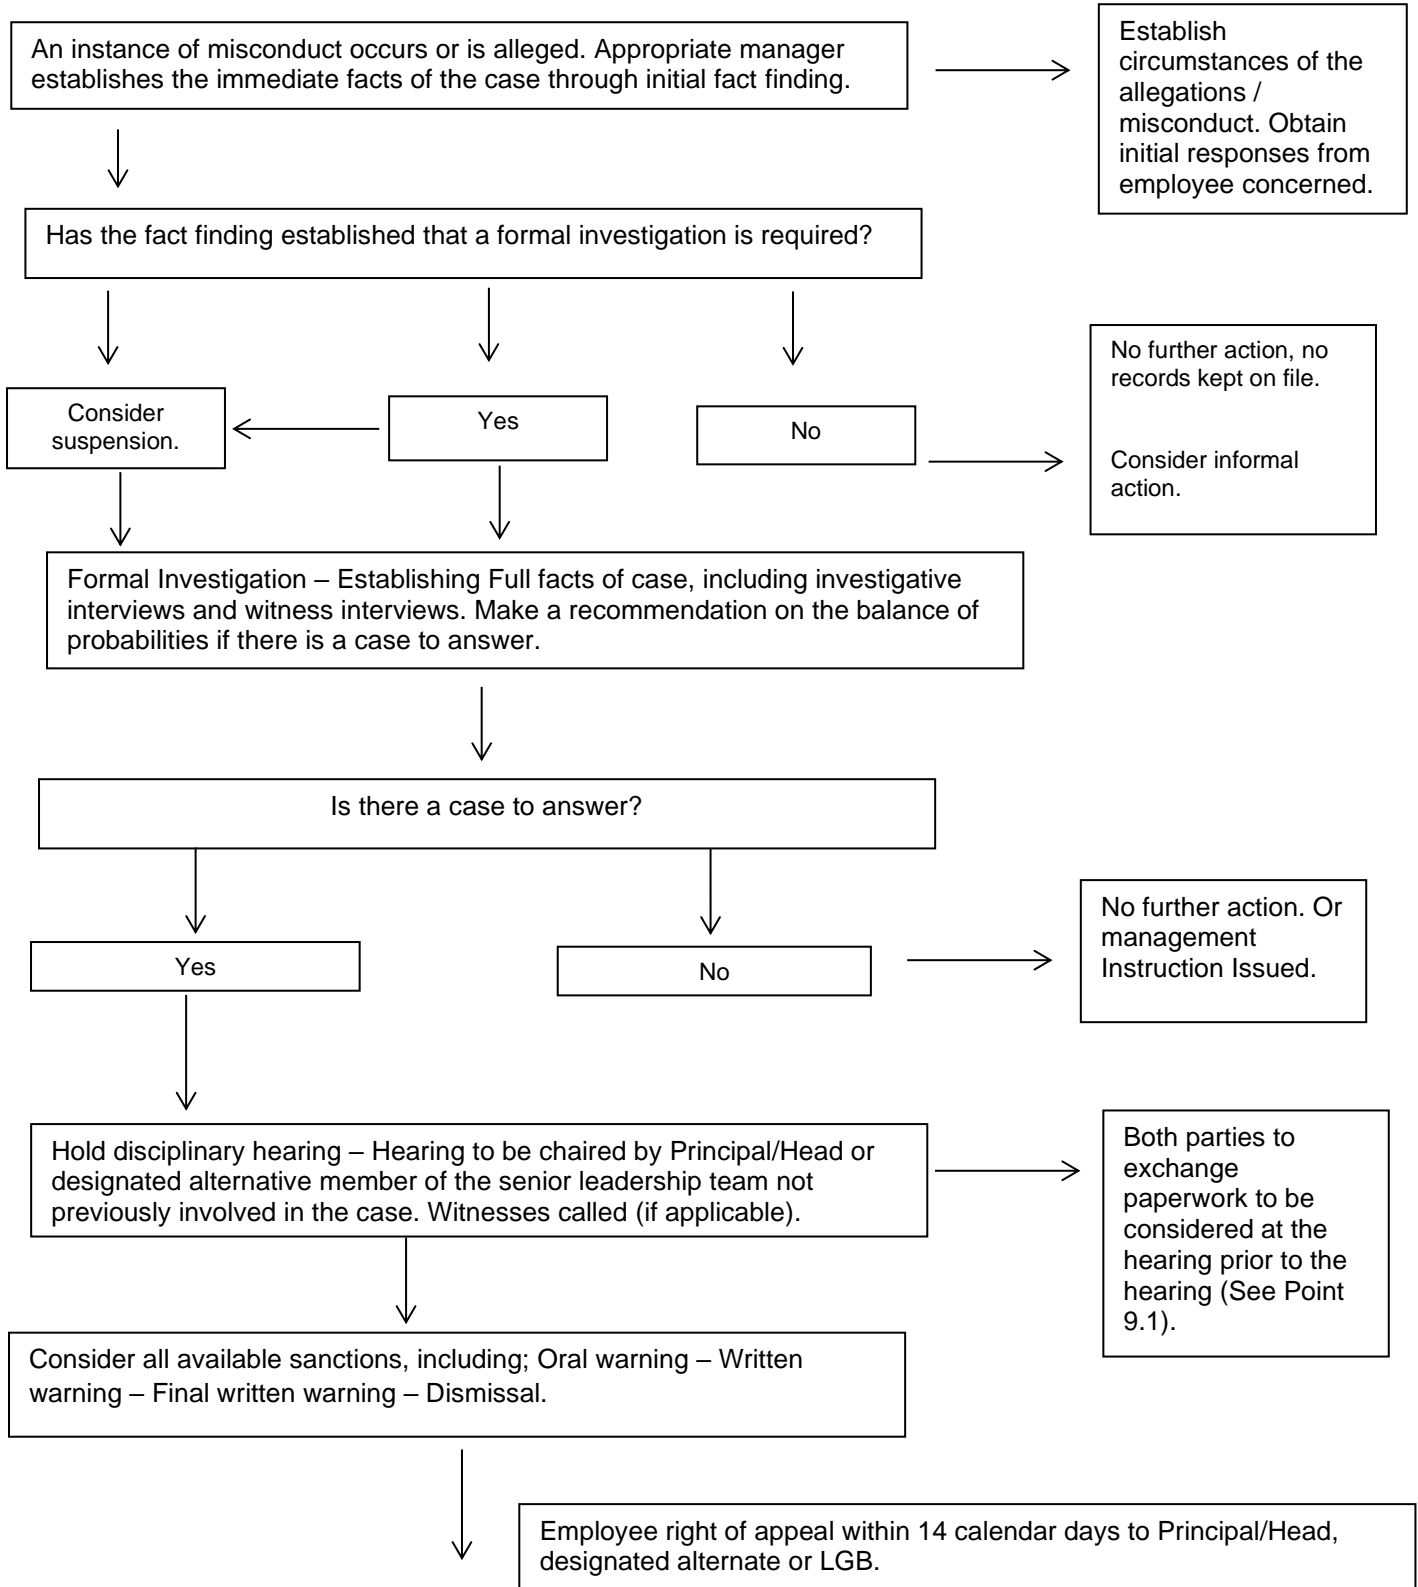 An instance of misconduct occurs or is alleged. Appropriate manager
establishes the immediate facts of the case through initial fact finding.
Establish
circumstances of the
allegations /
misconduct. Obtain
initial responses from
employee concerned.
Has the fact finding established that a formal investigation is required?
Consider
suspension.
Yes
No
No further action, no
records kept on file.
Consider informal
action.
Formal Investigation – Establishing Full facts of case, including investigative
interviews and witness interviews. Make a recommendation on the balance of
probabilities if there is a case to answer.
Is there a case to answer?
Yes
No
No further action. Or
management
Instruction Issued.
Hold disciplinary hearing – Hearing to be chaired by Principal/Head or
designated alternative member of the senior leadership team not
previously involved in the case. Witnesses called (if applicable).
Both parties to
exchange
paperwork to be
considered at the
hearing prior to the
hearing (See Point
9.1).
Consider all available sanctions, including; Oral warning – Written
warning – Final written warning – Dismissal.
Employee right of appeal within 14 calendar days to Principal/Head,
designated alternate or LGB.